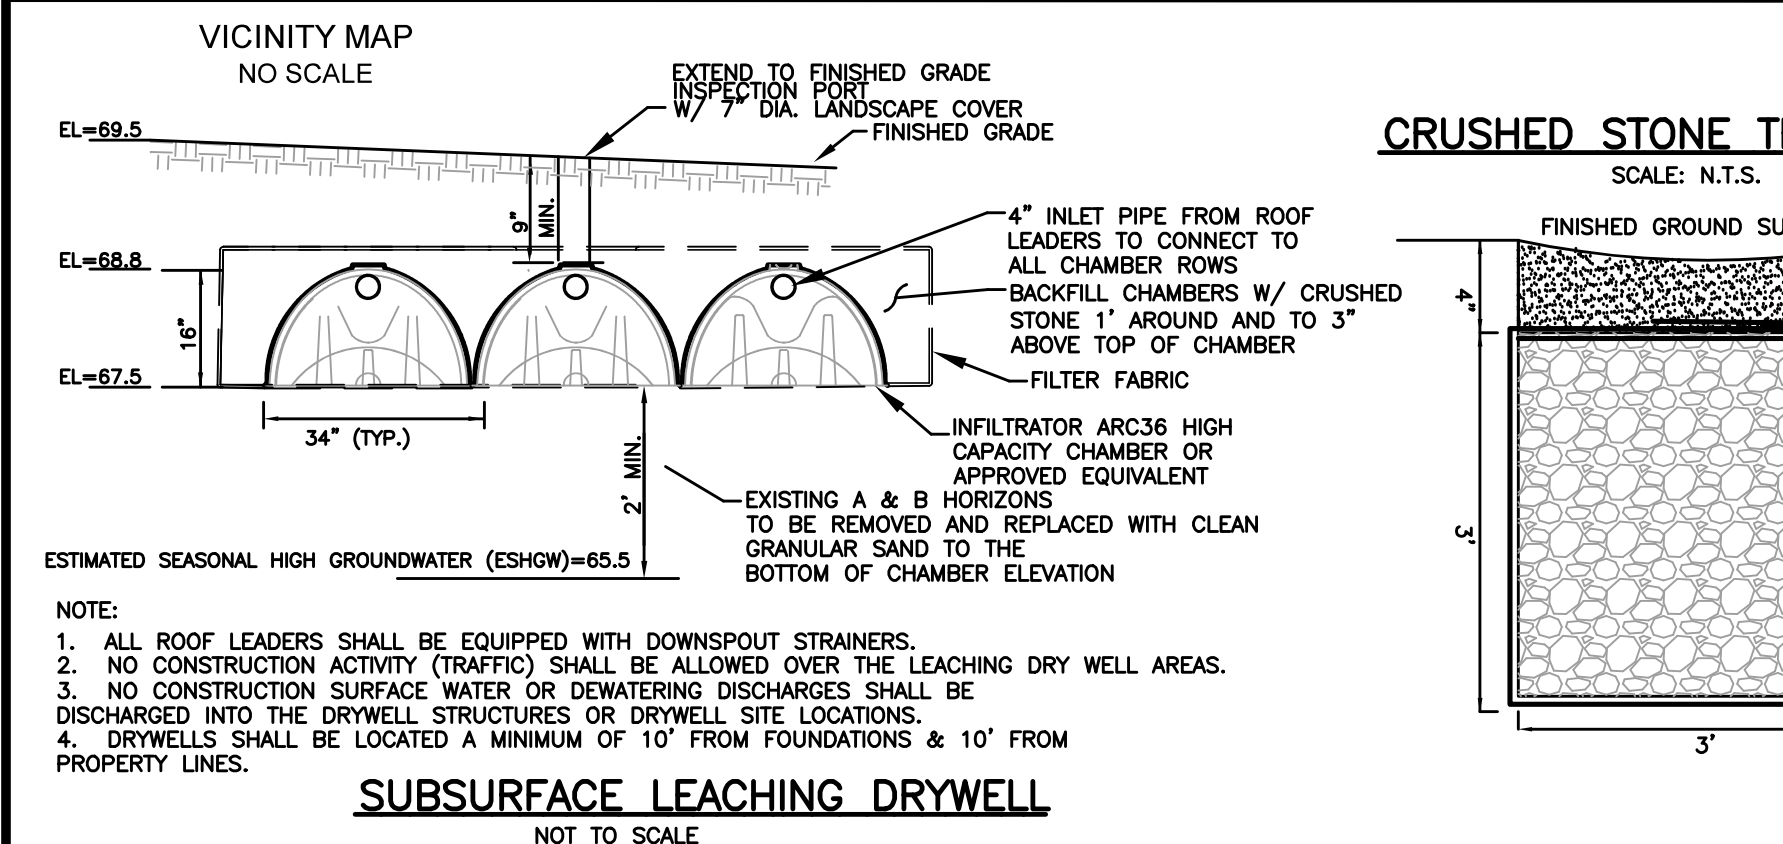 VICINITY MAP
NO SCALE
EXTEND TO FINISHED GRADE
INSPECTION PORT
W/ 7" DIA. LANDSCAPE COVER
FINISHED GRADE
EL=69.5
9" MIN.
EL=68.8
16"
EL=67.5
34" (TYP.)
4" INLET PIPE FROM ROOF
LEADERS TO CONNECT TO
ALL CHAMBER ROWS
BACKFILL CHAMBERS W/ CRUSHED
STONE 1' AROUND AND TO 3"
ABOVE TOP OF CHAMBER
FILTER FABRIC
INFILTRATOR ARC36 HIGH
CAPACITY CHAMBER OR
APPROVED EQUIVALENT
2' MIN.
EXISTING A & B HORIZONS
TO BE REMOVED AND REPLACED WITH CLEAN
GRANULAR SAND TO THE
BOTTOM OF CHAMBER ELEVATION
ESTIMATED SEASONAL HIGH GROUNDWATER (ESHGW)=65.5
NOTE:
1. ALL ROOF LEADERS SHALL BE EQUIPPED WITH DOWNSPOUT STRAINERS.
2. NO CONSTRUCTION ACTIVITY (TRAFFIC) SHALL BE ALLOWED OVER THE LEACHING DRY WELL AREAS.
3. NO CONSTRUCTION SURFACE WATER OR DEWATERING DISCHARGES SHALL BE
DISCHARGED INTO THE DRYWELL STRUCTURES OR DRYWELL SITE LOCATIONS.
4. DRYWELLS SHALL BE LOCATED A MINIMUM OF 10' FROM FOUNDATIONS & 10' FROM
PROPERTY LINES.
SUBSURFACE LEACHING DRYWELL
NOT TO SCALE
CRUSHED STONE
SCALE: N.T.S.
FINISHED GROUND
4"
3'
3'